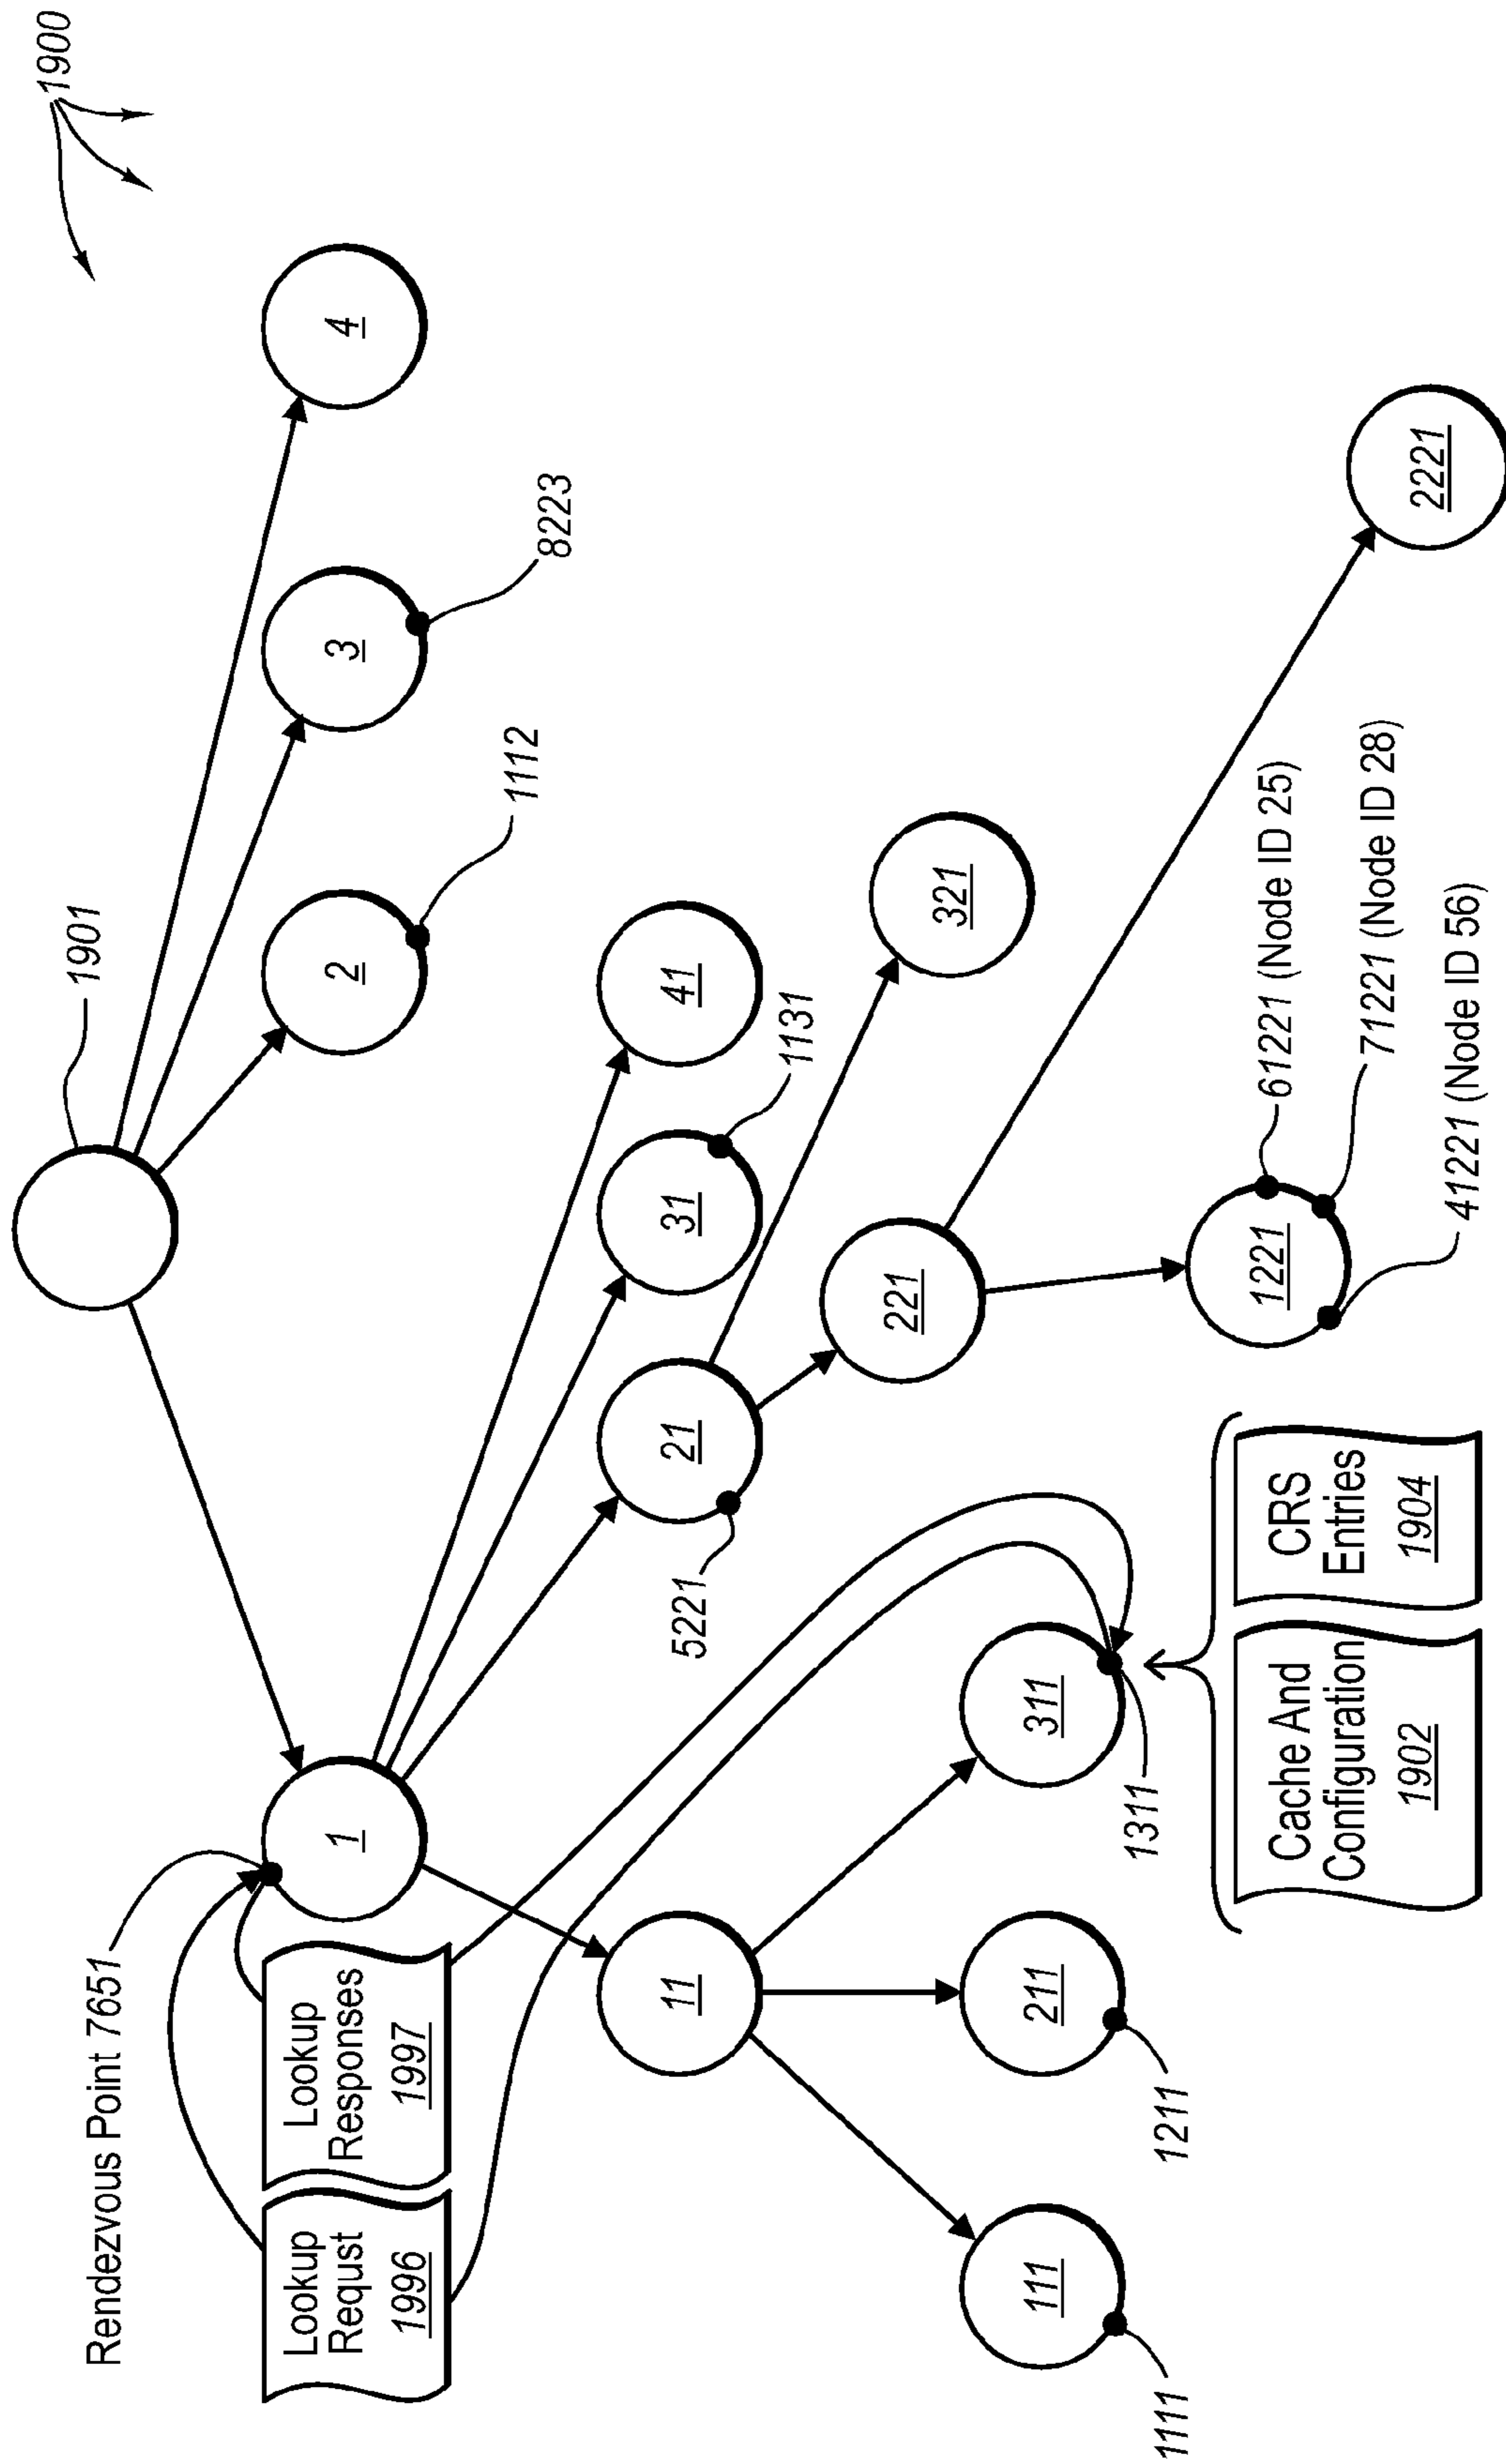 1900
1901
4
3
8223
2
1112
Rendezvous Point 7651
1
Lookup
Requst
1996
Lookup
Responses
1997
41
31
1131
21
5221
11
321
221
111
1111
211
1211
311
1311
2221
1221
61221 (Node ID 25)
71221 (Node ID 28)
41221 (Node ID 56)
Cache And
Configuration
1902
CRS
Entries
1904